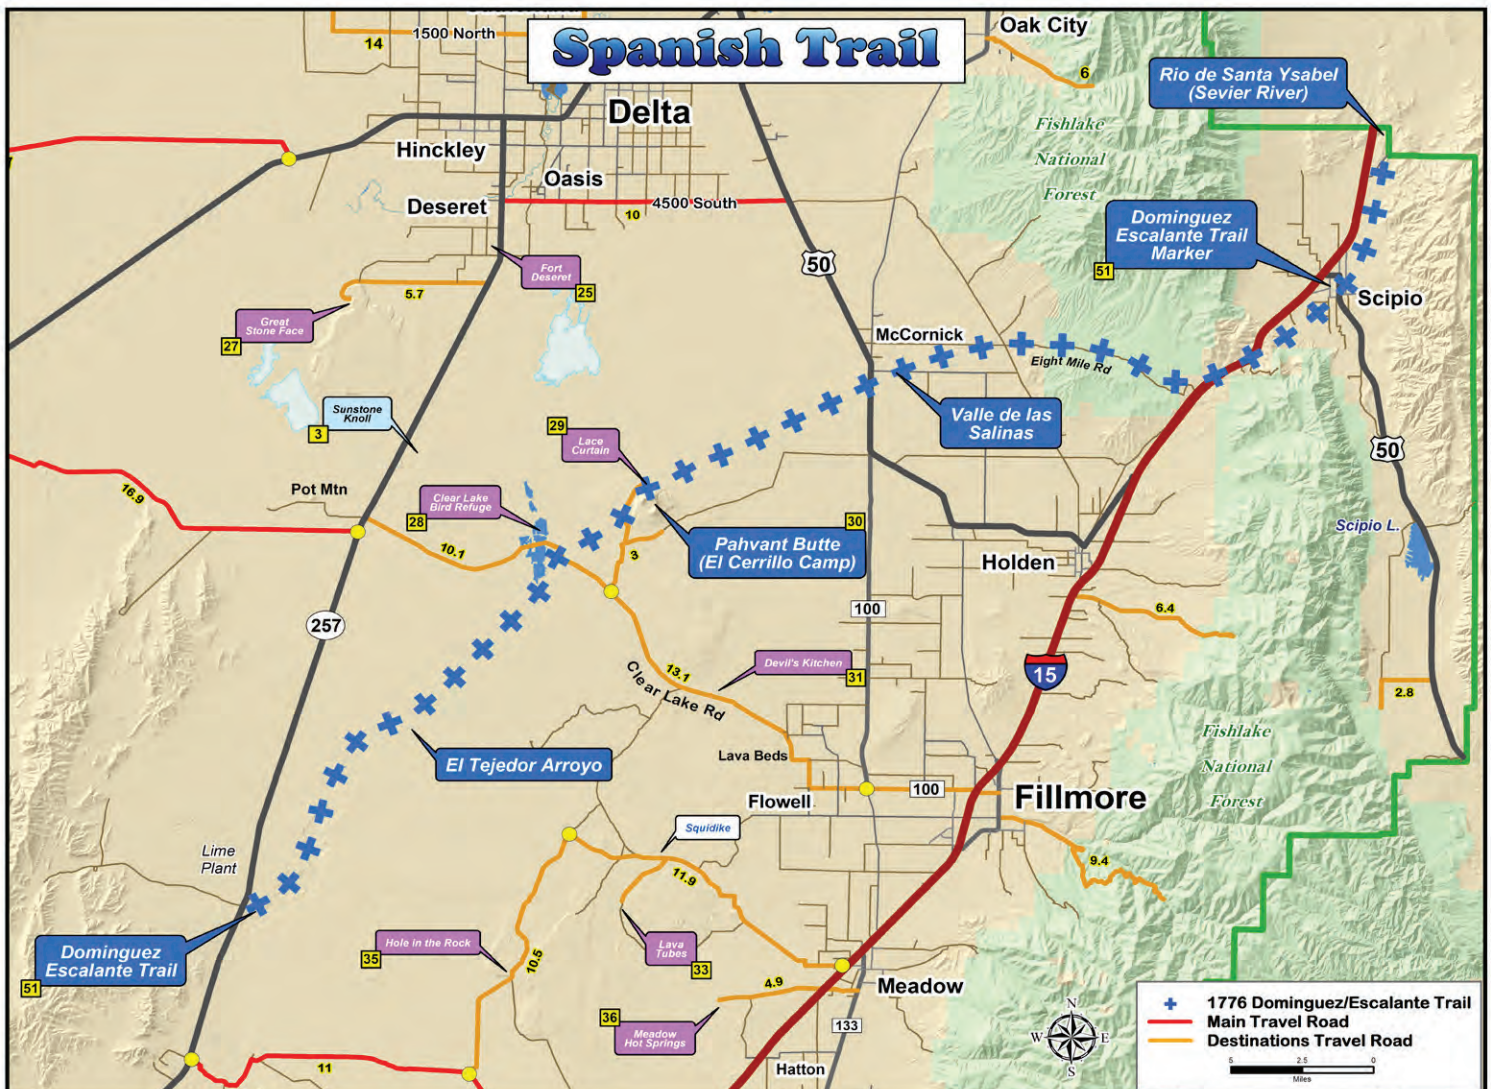 Spanish Trail
14
1500 North
Oak City
6
Rio de Santa Ysabel
(Sevier River)
Delta
Fishlake
National
Forest
Hinckley
Oasis
Deseret
4500 South
10
Dominguez
Escalante Trail
Marker
51
50
Fort
Deseret
25
5.7
Scipio
Great
Stone Face
27
McCornick
Eight Mile Rd
Sunstone
Knoll
3
29
Lace
Curtain
Valle de las
Salinas
50
16.9
Pot Mtn
Clear Lake
Bird Refuge
28
30
Scipio L.
10.1
3
Pahvant Butte
(El Cerrillo Camp)
Holden
100
6.4
257
Devil's Kitchen
31
15
13.1
Clear Lake Rd
2.8
Fishlake
National
Forest
Lava Beds
El Tejedor Arroyo
100
Flowell
Fillmore
Squidike
Lime
Plant
9.4
11.9
Dominguez
Escalante Trail
51
Hole in the Rock
35
10.5
Lava
Tubes
33
4.9
Meadow
36
Meadow
Hot Springs
133
Hatton
11
N
W
E
S
1776 Dominguez/Escalante Trail
Main Travel Road
Destinations Travel Road
5
2.5
0
Miles